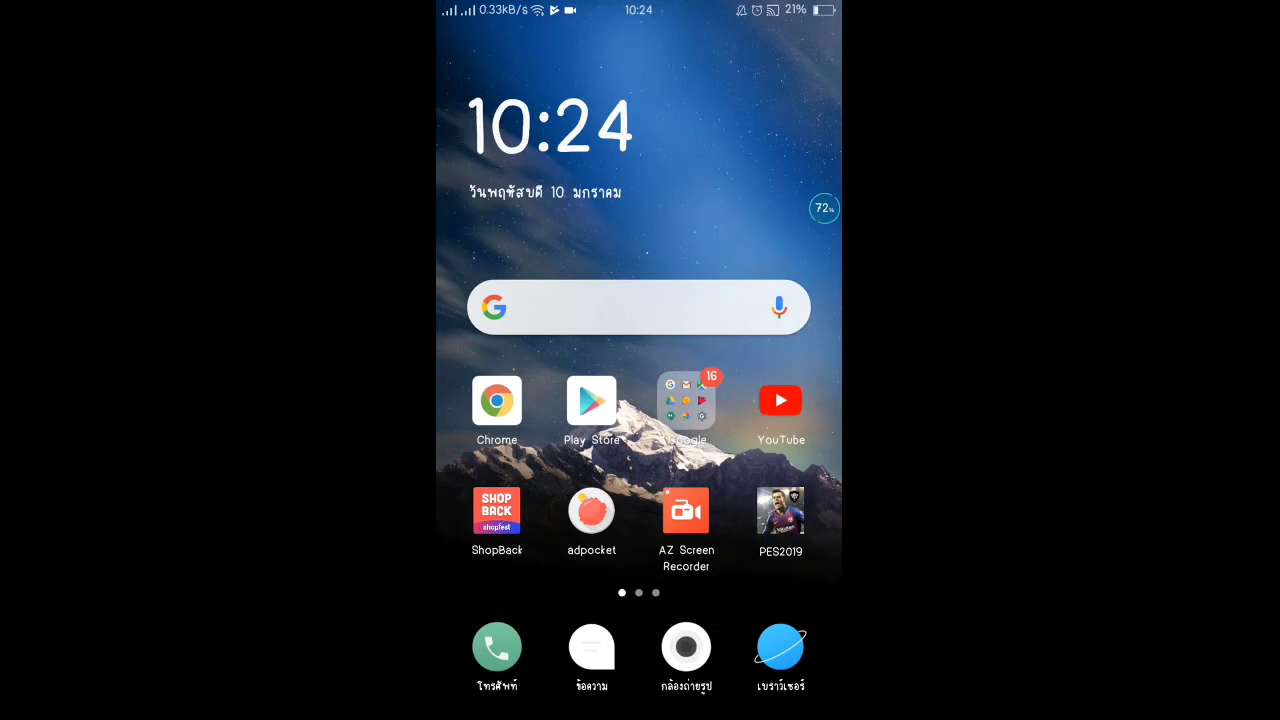 0.33kB/s 10:24 21%
10:24
วันพฤหัสบดี 10 มกราคม
72%
16
Chrome Play Store Google YouTube
SHOP
BACK
shopfest
ShopBack adpocket AZ Screen
Recorder PES2019
โทรศัพท์ ข้อความ กล้องถ่ายรูป เบราว์เซอร์